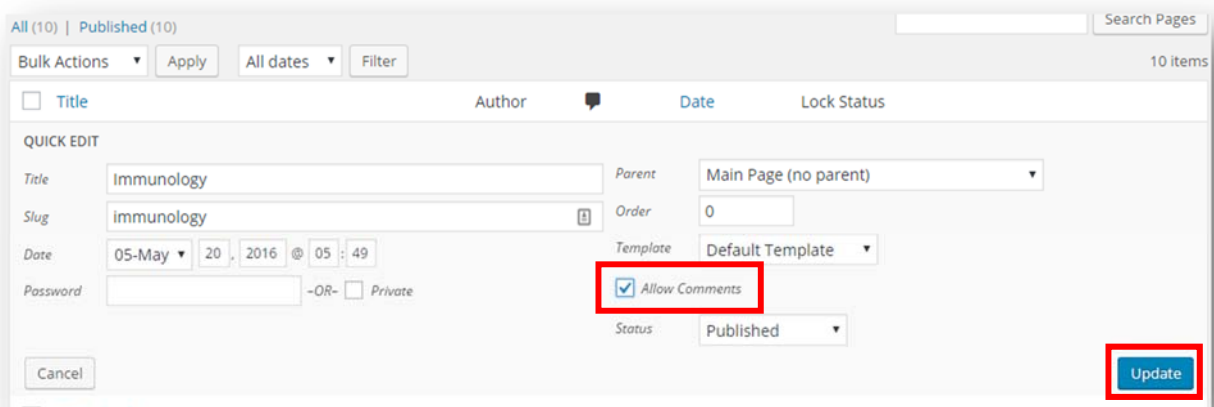 All (10) | Published (10)
Search Pages
Bulk Actions Apply All dates Filter 10 items
Title Author Date Lock Status
QUICK EDIT
Title Immunology
Slug immunology
Date 05-May 20 , 2016 @ 05 : 49
Password –OR– Private
Parent Main Page (no parent)
Order 0
Template Default Template
Allow Comments
Status Published
Cancel Update